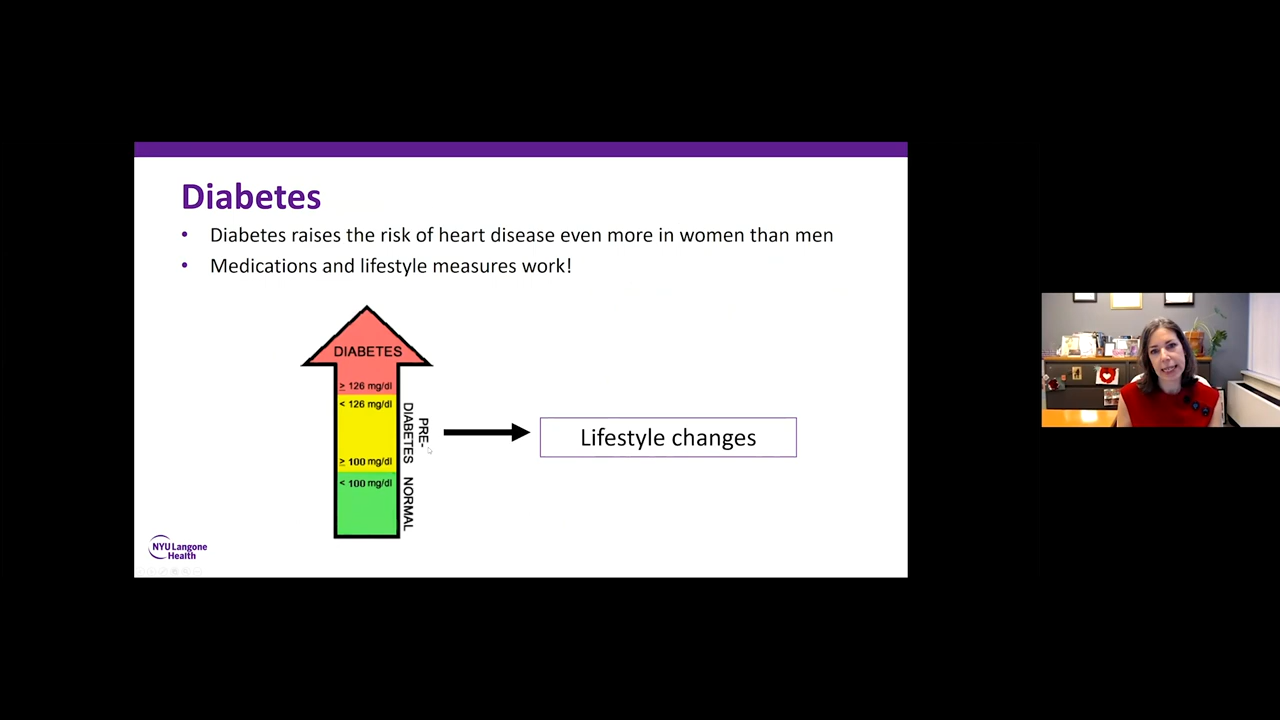 Diabetes
• Diabetes raises the risk of heart disease even more in women than men
• Medications and lifestyle measures work!
DIABETES
≥ 126 mg/dl
< 126 mg/dl
PRE-
DIABETES
≥ 100 mg/dl
< 100 mg/dl
NORMAL
Lifestyle changes
NYU Langone
Health